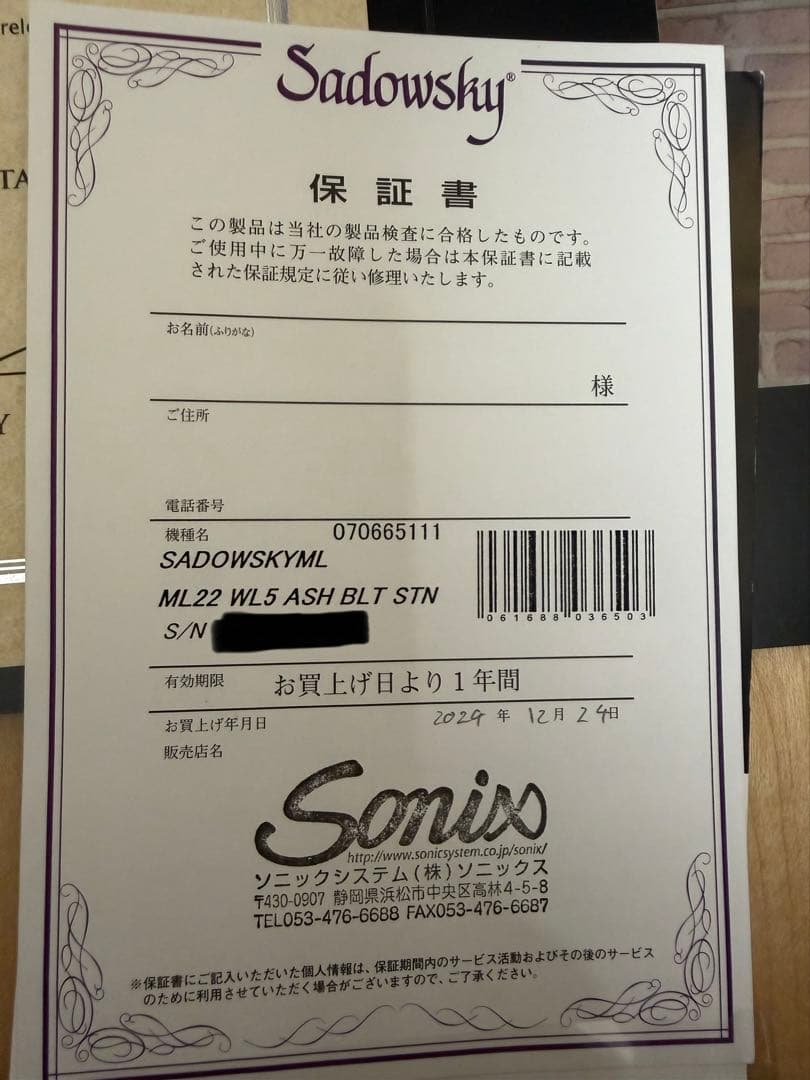 Sadowsky®
保証書
この製品は当社の製品検査に合格したものです。
ご使用中に万一故障した場合は本保証書に記載
された保証規定に従い修理いたします。
お名前(ふりがな)
様
ご住所
電話番号
機種名 070665111
SADOWSKYML
ML22 WL5 ASH BLT STN
S/N
061688 036503
有効期限 お買上げ日より1年間
お買上げ年月日 2024年 12月 24日
販売店名
Sonix
http://www.sonicsystem.co.jp/sonix/
ソニックシステム(株)ソニックス
〒430-0907 静岡県浜松市中央区高林4-5-8
TEL053-476-6688 FAX053-476-6687
※保証書にご記入いただいた個人情報は、保証期間内のサービス活動およびその後のサービス
のために利用させていただく場合がございますので、ご了承ください。